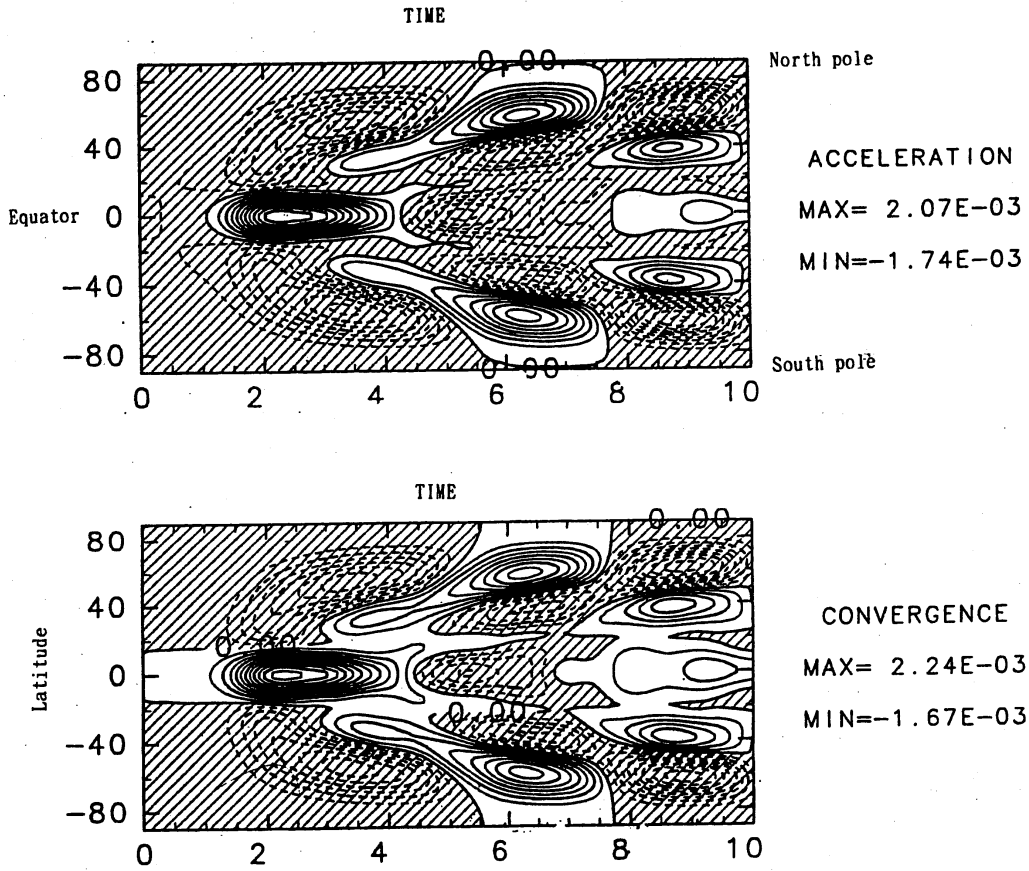 TIME
0.00
North pole
80
40
Equator 0
-40
-80
ACCELERATION
MAX= 2.07E-03
MIN=-1.74E-03
0.00
South pole
0 2 4 6 8 10
TIME
0.00
80
40
0.00
Latitude
0
0.00
-40
-80
CONVERGENCE
MAX= 2.24E-03
MIN=-1.67E-03
0 2 4 6 8 10